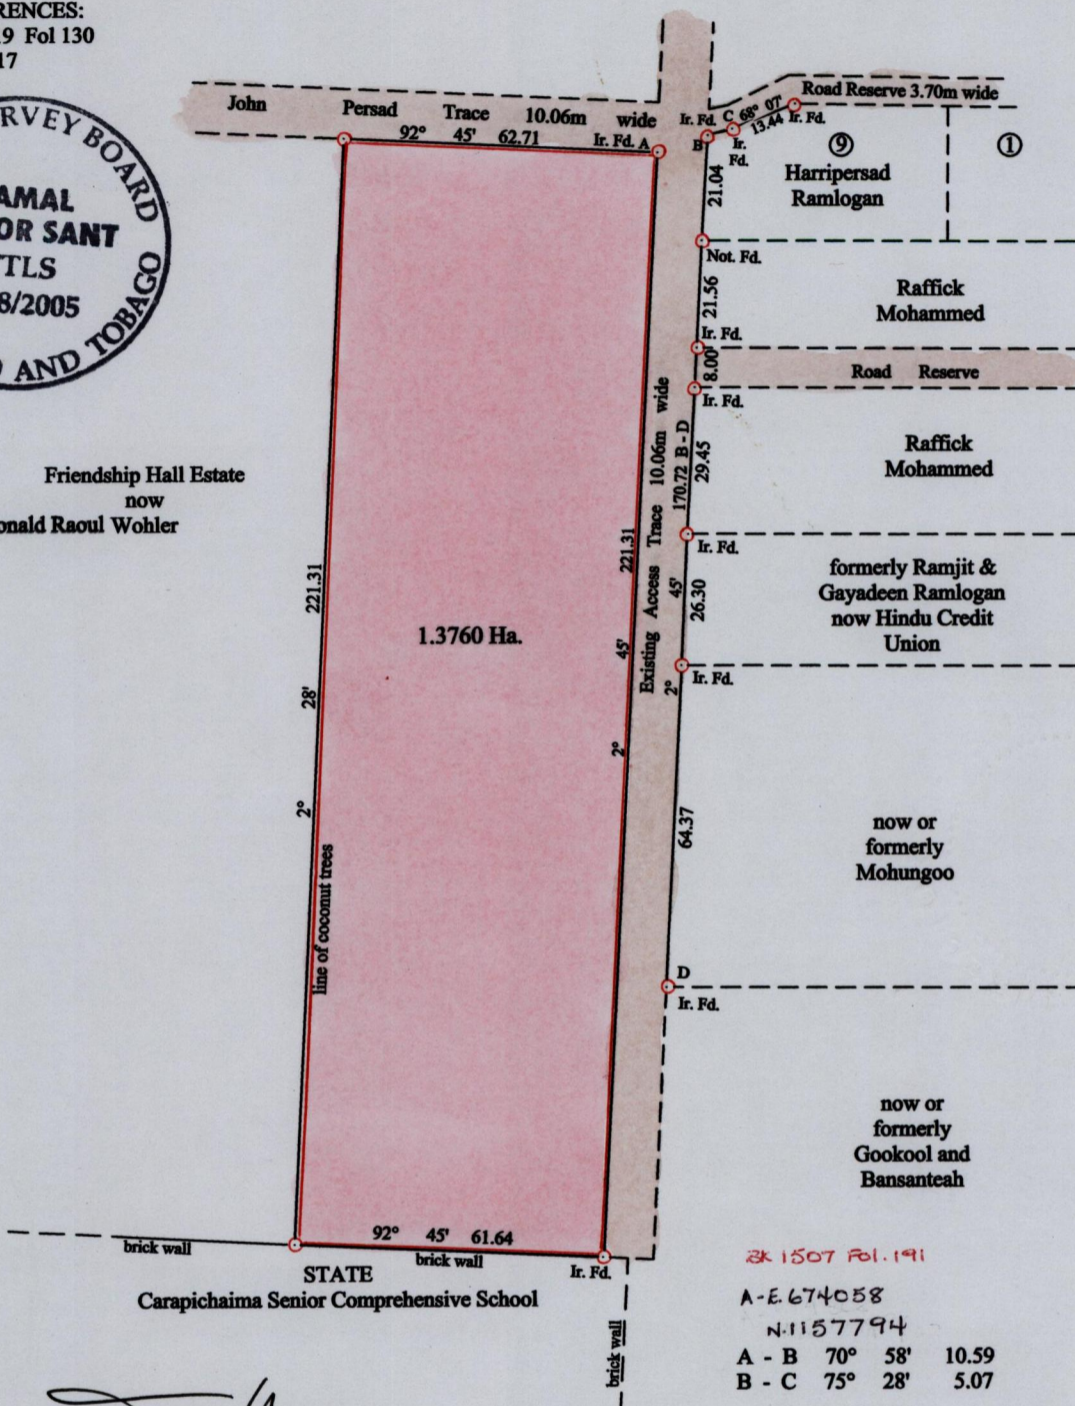 RENCES:
9 Fol 130
17
RVEY BOARD
AMAL
OR SANT
TLS
8/2005
AND TOBAGO
John Persad Trace 10.06m wide
92° 45' 62.71 Ir. Fd. A
Ir. Fd. C 68° 07'
13.44 Ir. Fd.
B
Ir.
Fd.
Road Reserve 3.70m wide
9
1
Harripersad
Ramlogan
21.04
Not. Fd.
21.56
Raffick
Mohammed
Ir. Fd.
8.00
Road Reserve
Ir. Fd.
Raffick
Mohammed
Existing Access Trace 10.06m wide
2° 45' 170.72 B - D
29.45
Ir. Fd.
Friendship Hall Estate
now
onald Raoul Wohler
formerly Ramjit &
Gayadeen Ramlogan
now Hindu Credit
Union
26.30
Ir. Fd.
2° 28' 221.31
line of coconut trees
1.3760 Ha.
2° 45' 221.31
64.37
now or
formerly
Mohungoo
D
Ir. Fd.
now or
formerly
Gookool and
Bansanteah
92° 45' 61.64
brick wall
brick wall
Ir. Fd.
STATE
Carapichaima Senior Comprehensive School
brick wall
BK 1507 Fol. 191
A-E.674058
N.1157794
A - B 70° 58' 10.59
B - C 75° 28' 5.07